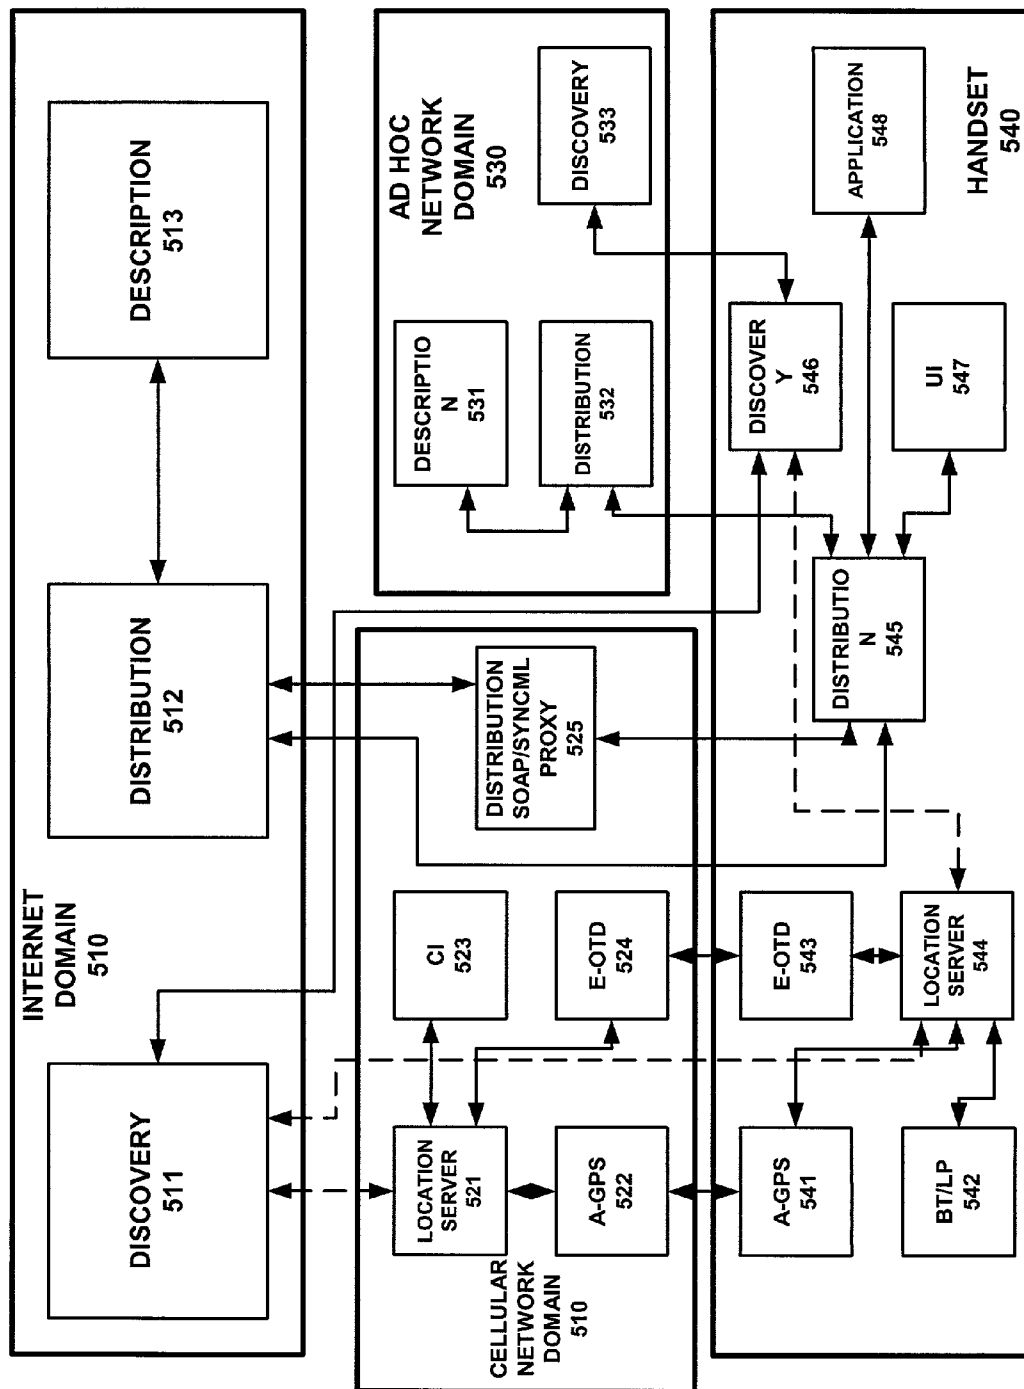 INTERNET
DOMAIN
510
DISCOVERY
511
DISTRIBUTION
512
DESCRIPTION
513
CELLULAR
NETWORK
DOMAIN
510
LOCATION
SERVER
521
A-GPS
522
CI
523
E-OTD
524
DISTRIBUTION
SOAP/SYNCML
PROXY
525
AD HOC
NETWORK
DOMAIN
530
DESCRIPTIO
N
531
DISTRIBUTION
532
DISCOVERY
533
A-GPS
541
BT/LP
542
E-OTD
543
LOCATION
SERVER
544
DISTRIBUTIO
N
545
DISCOVER
Y
546
UI
547
APPLICATION
548
HANDSET
540